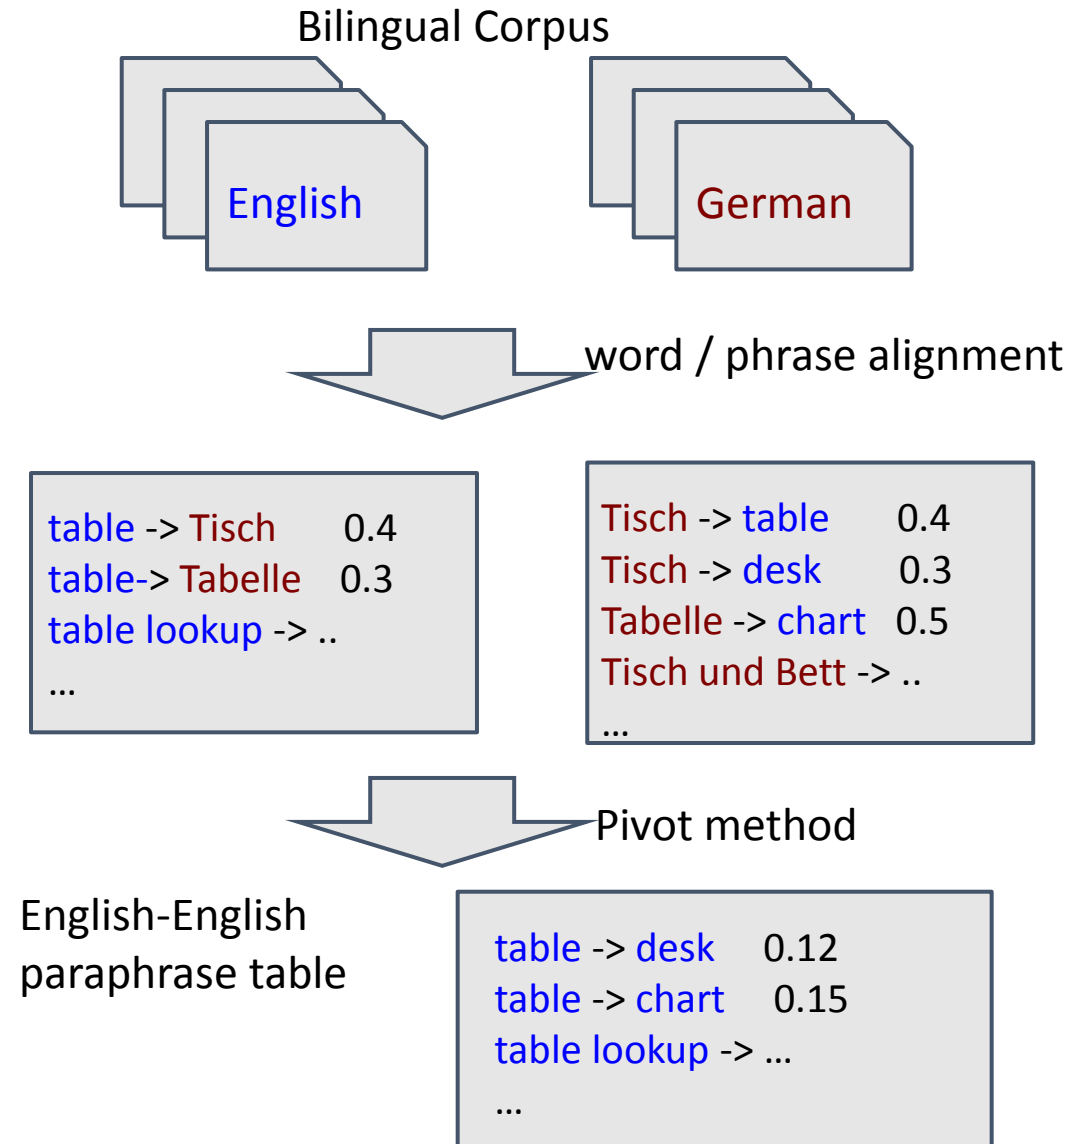 Bilingual Corpus
English
German
word / phrase alignment
table -> Tisch 0.4
table-> Tabelle 0.3
table lookup -> ..
...
Tisch -> table 0.4
Tisch -> desk 0.3
Tabelle -> chart 0.5
Tisch und Bett -> ..
...
Pivot method
English-English
paraphrase table
table -> desk 0.12
table -> chart 0.15
table lookup -> ...
...